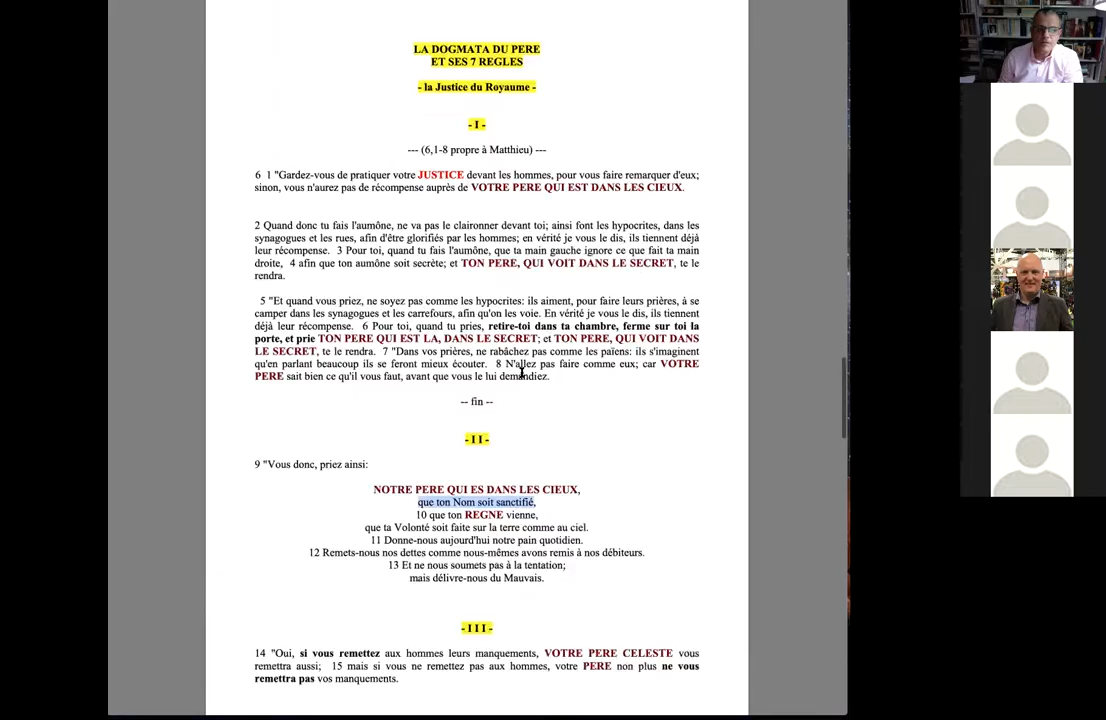 LA DOGMATA DU PERE
ET SES 7 REGLES
- la Justice du Royaume -
- I -
--- (6,1-8 propre à Matthieu) ---
6 1 "Gardez-vous de pratiquer votre JUSTICE devant les hommes, pour vous faire remarquer d'eux;
sinon, vous n'aurez pas de récompense auprès de VOTRE PERE QUI EST DANS LES CIEUX.
2 Quand donc tu fais l'aumône, ne va pas le claironner devant toi; ainsi font les hypocrites, dans les
synagogues et les rues, afin d'être glorifiés par les hommes; en vérité je vous le dis, ils tiennent déjà
leur récompense. 3 Pour toi, quand tu fais l'aumône, que ta main gauche ignore ce que fait ta main
droite, 4 afin que ton aumône soit secrète; et TON PERE, QUI VOIT DANS LE SECRET, te le
rendra.
5 "Et quand vous priez, ne soyez pas comme les hypocrites: ils aiment, pour faire leurs prières, à se
camper dans les synagogues et les carrefours, afin qu'on les voie. En vérité je vous le dis, ils tiennent
déjà leur récompense. 6 Pour toi, quand tu pries, retire-toi dans ta chambre, ferme sur toi la
porte, et prie TON PERE QUI EST LA, DANS LE SECRET; et TON PERE, QUI VOIT DANS
LE SECRET, te le rendra. 7 "Dans vos prières, ne rabâchez pas comme les païens: ils s'imaginent
qu'en parlant beaucoup ils se feront mieux écouter. 8 N'allez pas faire comme eux; car VOTRE
PERE sait bien ce qu'il vous faut, avant que vous le lui demandiez.
-- fin --
- I I -
9 "Vous donc, priez ainsi:
NOTRE PERE QUI ES DANS LES CIEUX,
que ton Nom soit sanctifié,
10 que ton REGNE vienne,
que ta Volonté soit faite sur la terre comme au ciel.
11 Donne-nous aujourd'hui notre pain quotidien.
12 Remets-nous nos dettes comme nous-mêmes avons remis à nos débiteurs.
13 Et ne nous soumets pas à la tentation;
mais délivre-nous du Mauvais.
- I I I -
14 "Oui, si vous remettez aux hommes leurs manquements, VOTRE PERE CELESTE vous
remettra aussi; 15 mais si vous ne remettez pas aux hommes, votre PERE non plus ne vous
remettra pas vos manquements.